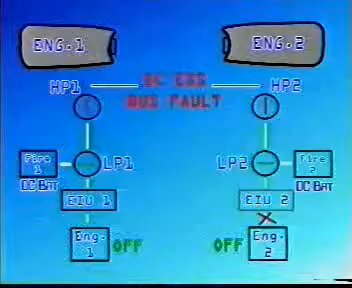 ENG.1
ENG.2
HP1
DC ESS
HP2
BUS FAULT
Fire
1
LP1
LP2
Fire
2
DC BAT
DC BAT
EIU 1
EIU 2
Eng.
1
OFF
OFF
Eng.
2